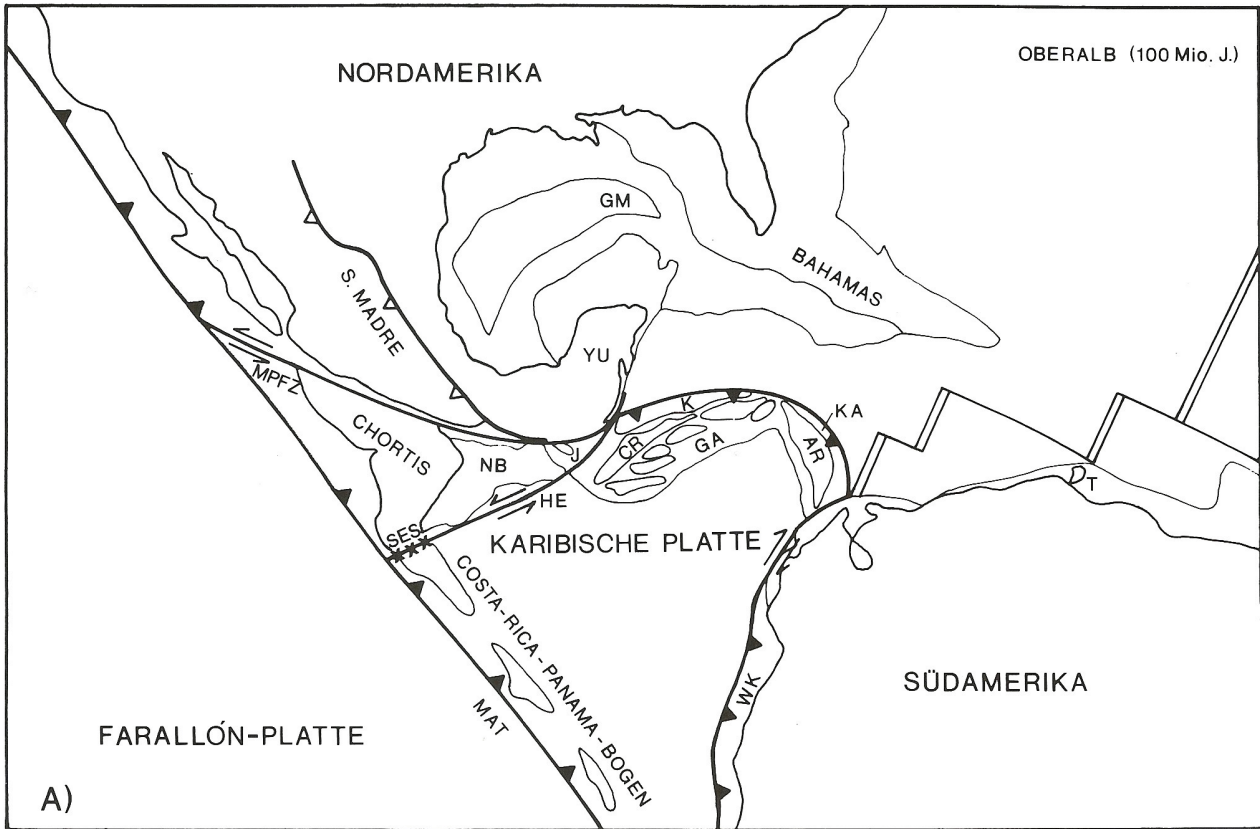 OBERALB (100 Mio. J.)
NORDAMERIKA
GM
BAHAMAS
S. MADRE
YU
MPFZ
K
KA
CHORTIS
CR
GA
AR
NB
J
T
HE
SES
KARIBISCHE PLATTE
COSTA-RICA-PANAMA-BOGEN
SÜDAMERIKA
WK
MAT
FARALLÓN-PLATTE
A)